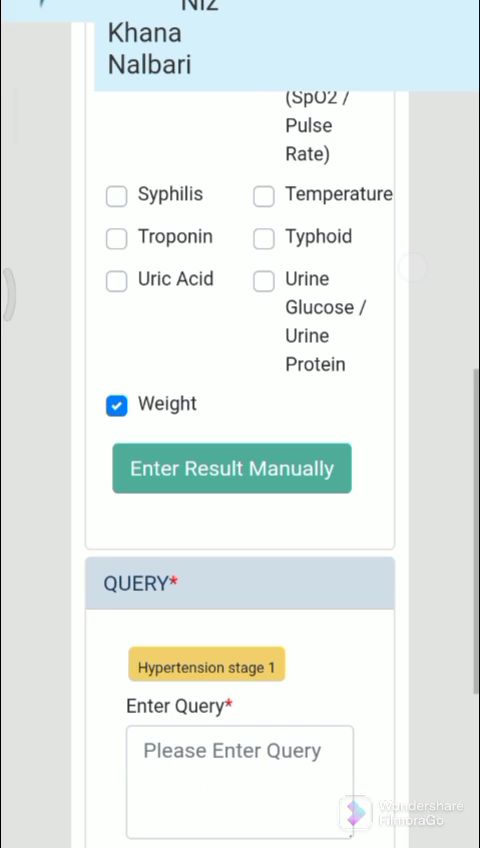 Niz
Khana
Nalbari
(SpO2 /
Pulse
Rate)
Syphilis
Temperature
Troponin
Typhoid
Uric Acid
Urine
Glucose /
Urine
Protein
Weight
Enter Result Manually
QUERY*
Hypertension stage 1
Enter Query*
Please Enter Query
Wondershare
FilmoraGo